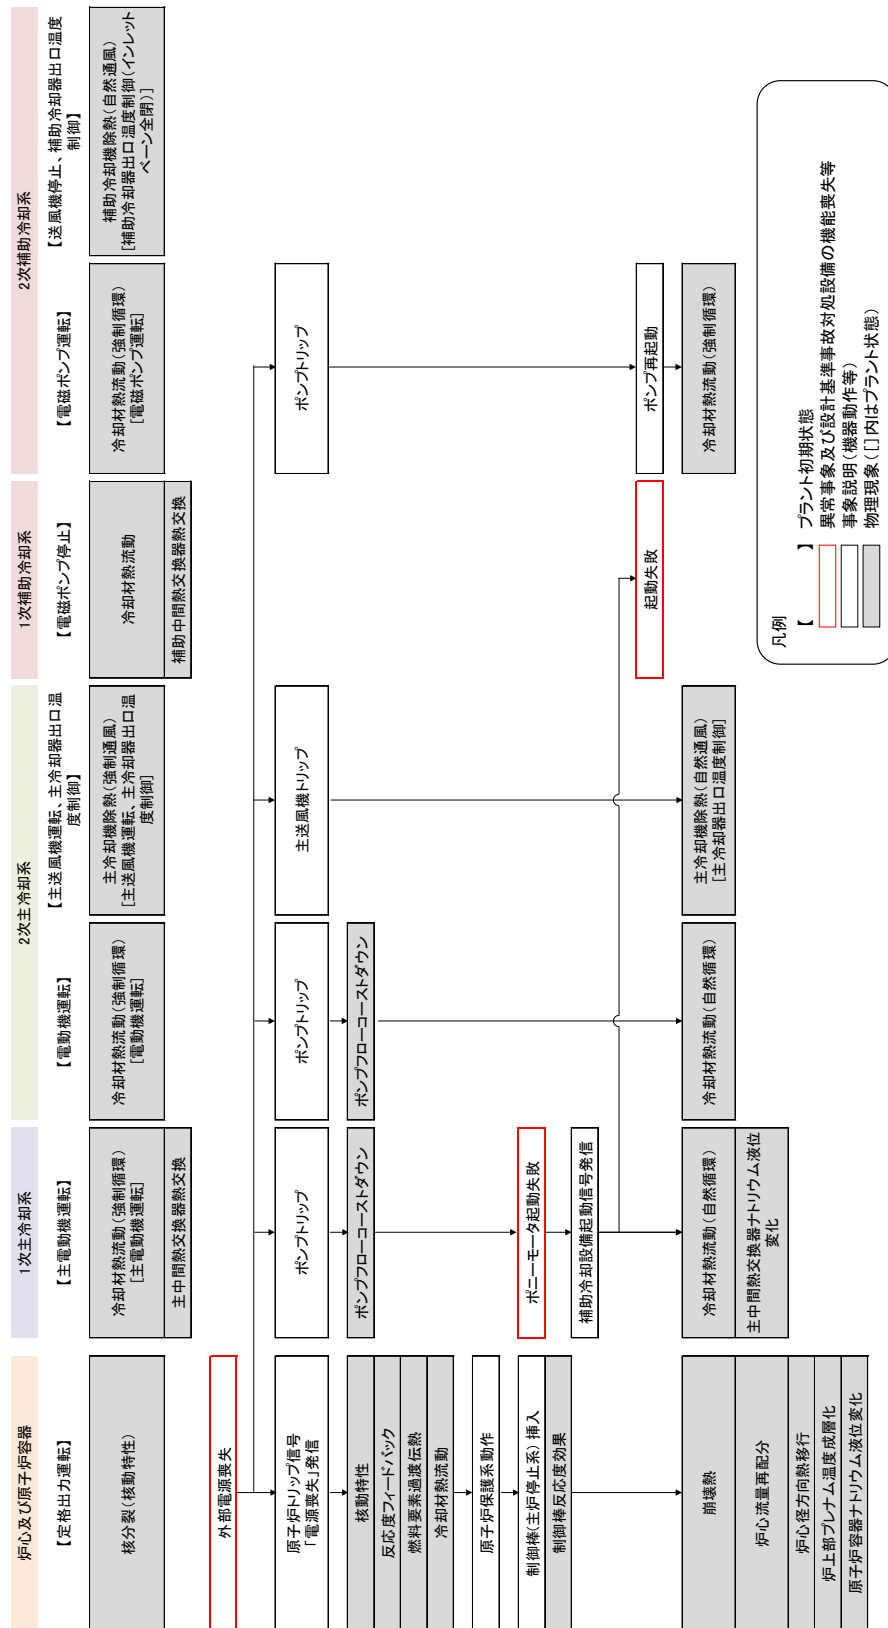 炉心及び原子炉容器
1次主冷却系
2次主冷却系
1次補助冷却系
2次補助冷却系
【定格出力運転】
【主電動機運転】
【電動機運転】
【主送風機運転、主冷却器出口温
度制御】
【電磁ポンプ停止】
【電磁ポンプ運転】
【送風機停止、補助冷却器出口温度
制御】
核分裂(核動特性)
冷却材熱流動(強制循環)
[主電動機運転]
主中間熱交換器熱交換
冷却材熱流動(強制循環)
[電動機運転]
主冷却機除熱(強制通風)
[主送風機運転、主冷却器出口温
度制御]
冷却材熱流動
補助中間熱交換器熱交換
冷却材熱流動(強制循環)
[電磁ポンプ運転]
補助冷却機除熱(自然通風)
[補助冷却器出口温度制御(インレット
ベーン全閉)]
外部電源喪失
原子炉トリップ信号
「電源喪失」発信
ポンプトリップ
ポンプトリップ
主送風機トリップ
ポンプトリップ
核動特性
反応度フィードバック
燃料要素過渡伝熱
冷却材熱流動
ポンプフローコーストダウン
ポンプフローコーストダウン
原子炉保護系動作
制御棒(主炉停止系)挿入
制御棒反応度効果
ポニーモータ起動失敗
補助冷却設備起動信号発信
起動失敗
ポンプ再起動
崩壊熱
炉心流量再配分
炉心径方向熱移行
炉上部プレナム温度成層化
原子炉容器ナトリウム液位変化
冷却材熱流動(自然循環)
主中間熱交換器ナトリウム液位
変化
冷却材熱流動(自然循環)
主冷却機除熱(自然通風)
[主冷却器出口温度制御]
冷却材熱流動(強制循環)
凡例
【 】 プラント初期状態
異常事象及び設計基準事故対処設備の機能喪失等
事象説明(機器動作等)
物理現象([]内はプラント状態)